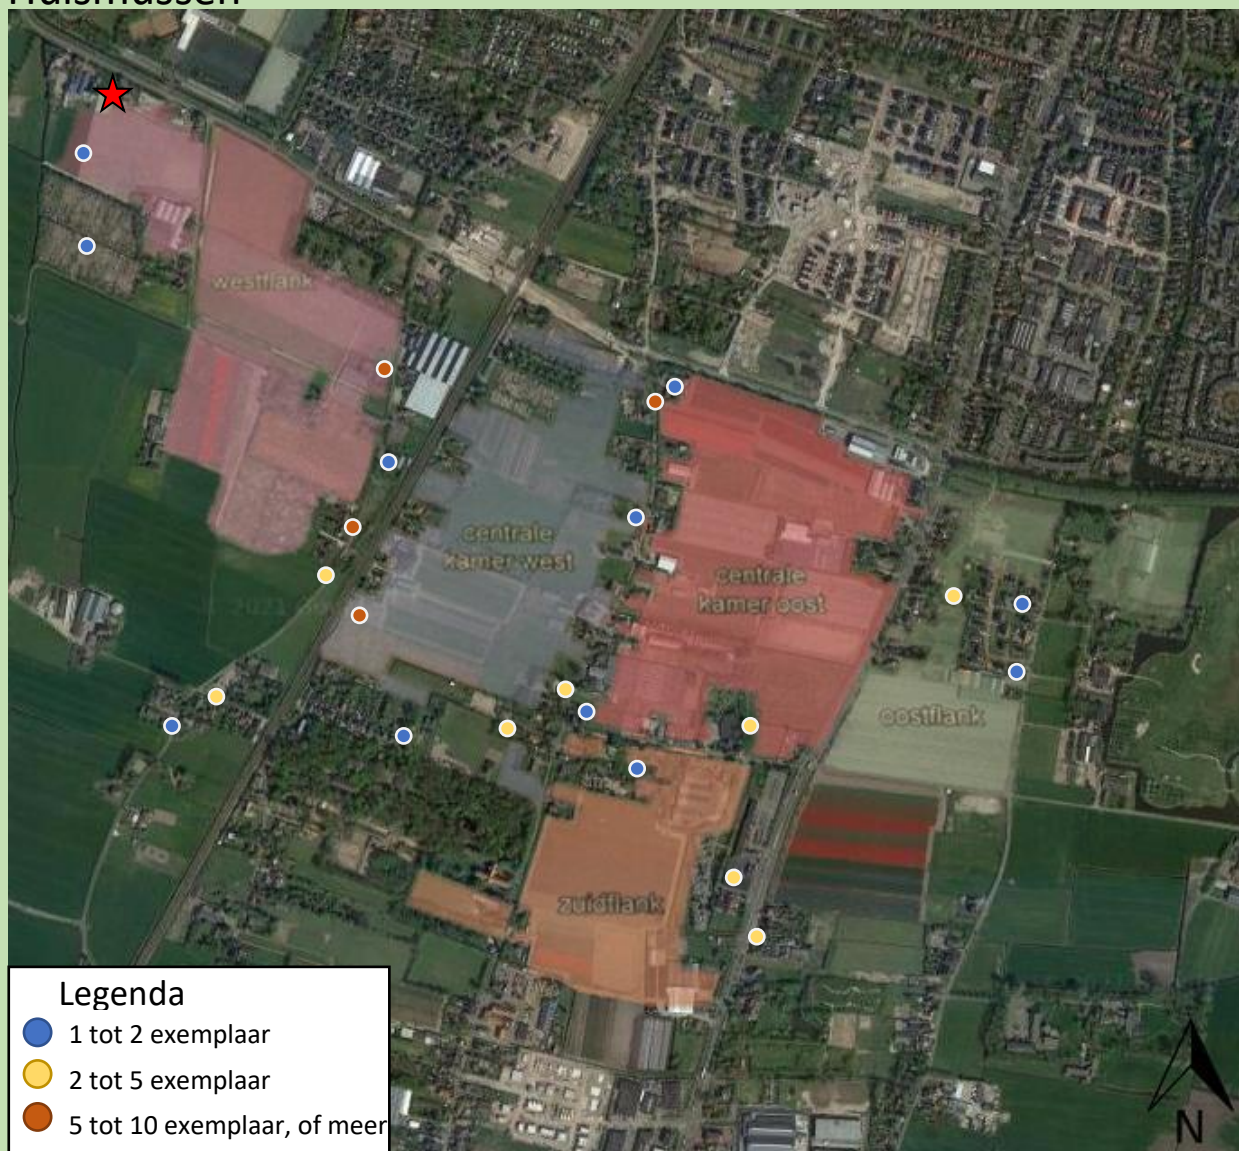 Huismussen
westflank
centrale
kamer west
centrale
kamer oost
oostflank
zuidflank
Legenda
1 tot 2 exemplaar
2 tot 5 exemplaar
5 tot 10 exemplaar, of meer
N